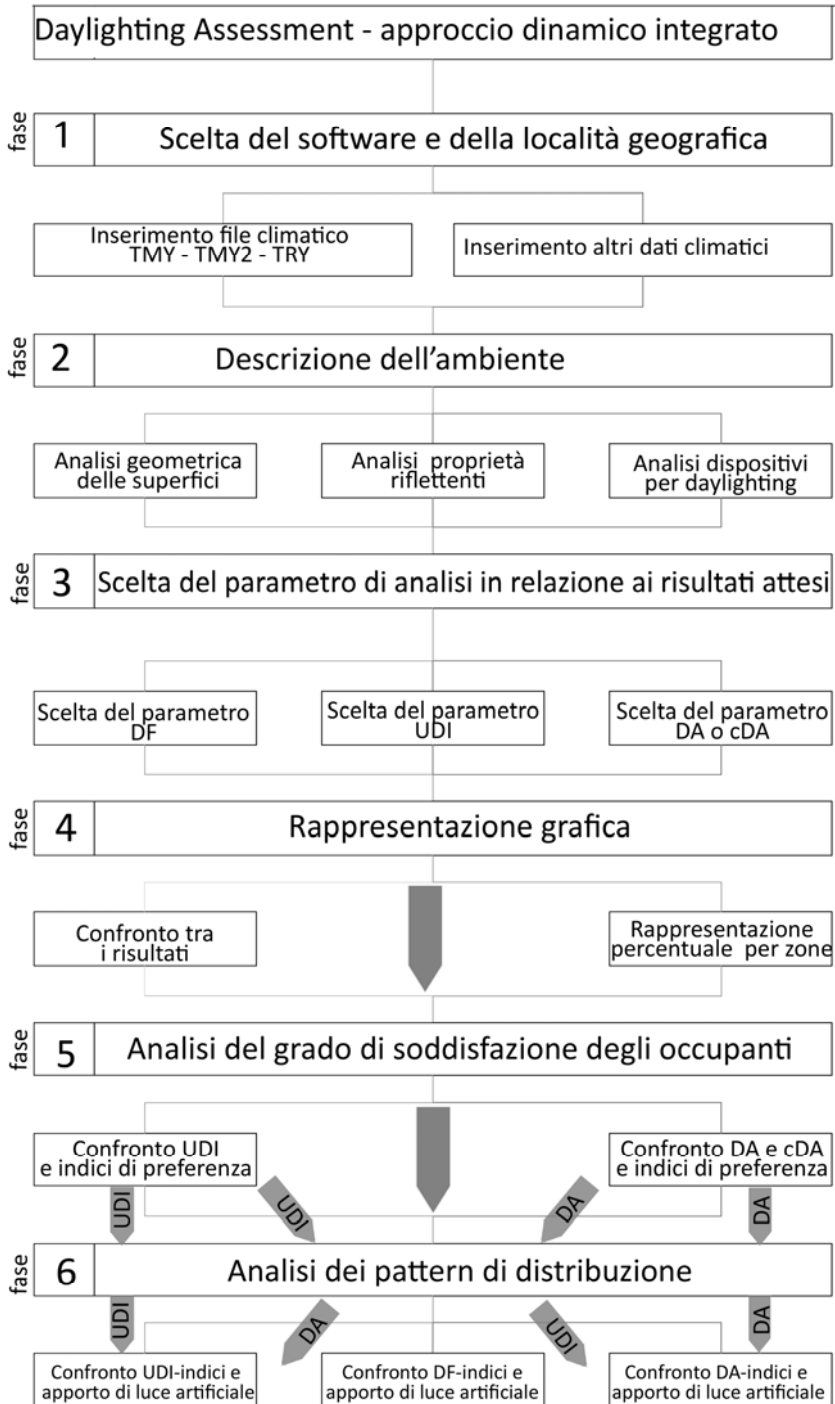 Daylighting Assessment - approccio dinamico integrato
fase 1 Scelta del software e della località geografica
Inserimento file climatico
TMY - TMY2 - TRY
Inserimento altri dati climatici
fase 2 Descrizione dell'ambiente
Analisi geometrica
delle superfici
Analisi proprietà
riflettenti
Analisi dispositivi
per daylighting
fase 3 Scelta del parametro di analisi in relazione ai risultati attesi
Scelta del parametro
DF
Scelta del parametro
UDI
Scelta del parametro
DA o cDA
fase 4 Rappresentazione grafica
Confronto tra
i risultati
Rappresentazione
percentuale per zone
fase 5 Analisi del grado di soddisfazione degli occupanti
Confronto UDI
e indici di preferenza
Confronto DA e cDA
e indici di preferenza
UDI
UDI
DA
DA
fase 6 Analisi dei pattern di distribuzione
UDI
DA
UDI
DA
Confronto UDI-indici e
apporto di luce artificiale
Confronto DF-indici e
apporto di luce artificiale
Confronto DA-indici e
apporto di luce artificiale